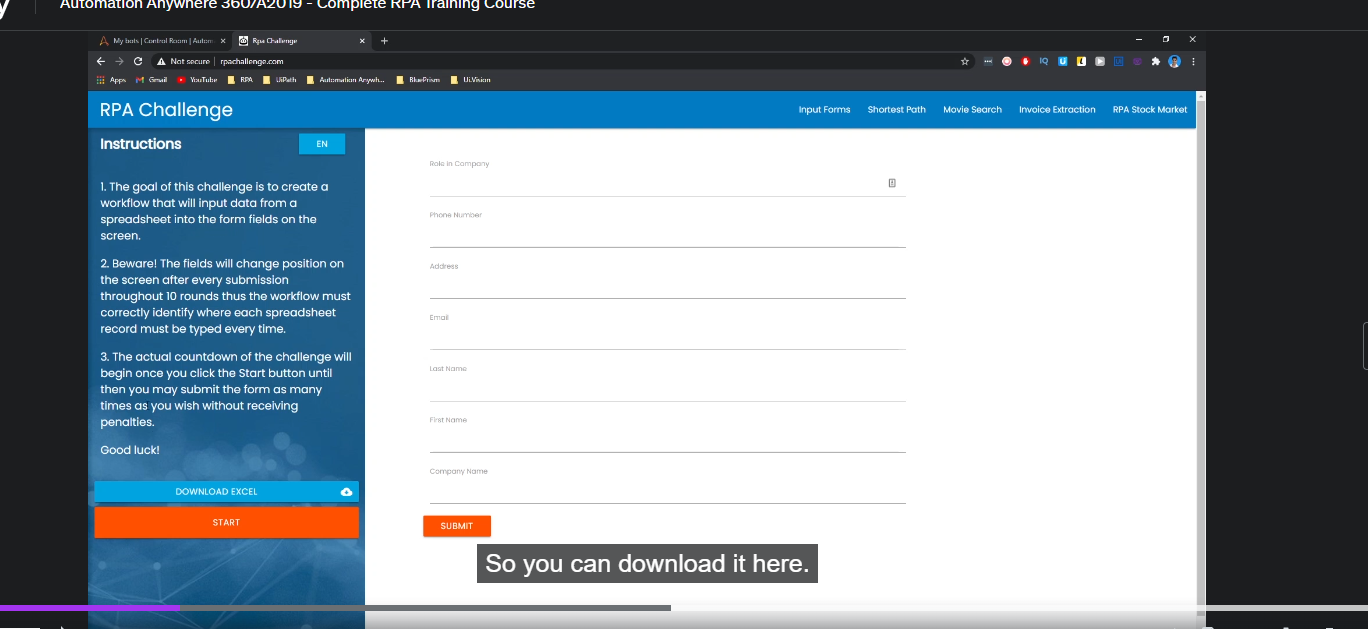 Automation Anywhere 360/A2019 - Complete RPA Training Course
My bots | Control Room | Autom
Rpa Challenge
Not secure | rpachallenge.com
Apps Gmail YouTube RPA UiPath Automation Anywh... BluePrism Ui.Vision
RPA Challenge
Input Forms Shortest Path Movie Search Invoice Extraction RPA Stock Market
Instructions
EN
1. The goal of this challenge is to create a
workflow that will input data from a
spreadsheet into the form fields on the
screen.
2. Beware! The fields will change position on
the screen after every submission
throughout 10 rounds thus the workflow must
correctly identify where each spreadsheet
record must be typed every time.
3. The actual countdown of the challenge will
begin once you click the Start button until
then you may submit the form as many
times as you wish without receiving
penalties.
Good luck!
DOWNLOAD EXCEL
START
Role in Company
Phone Number
Address
Email
Last Name
First Name
Company Name
SUBMIT
So you can download it here.